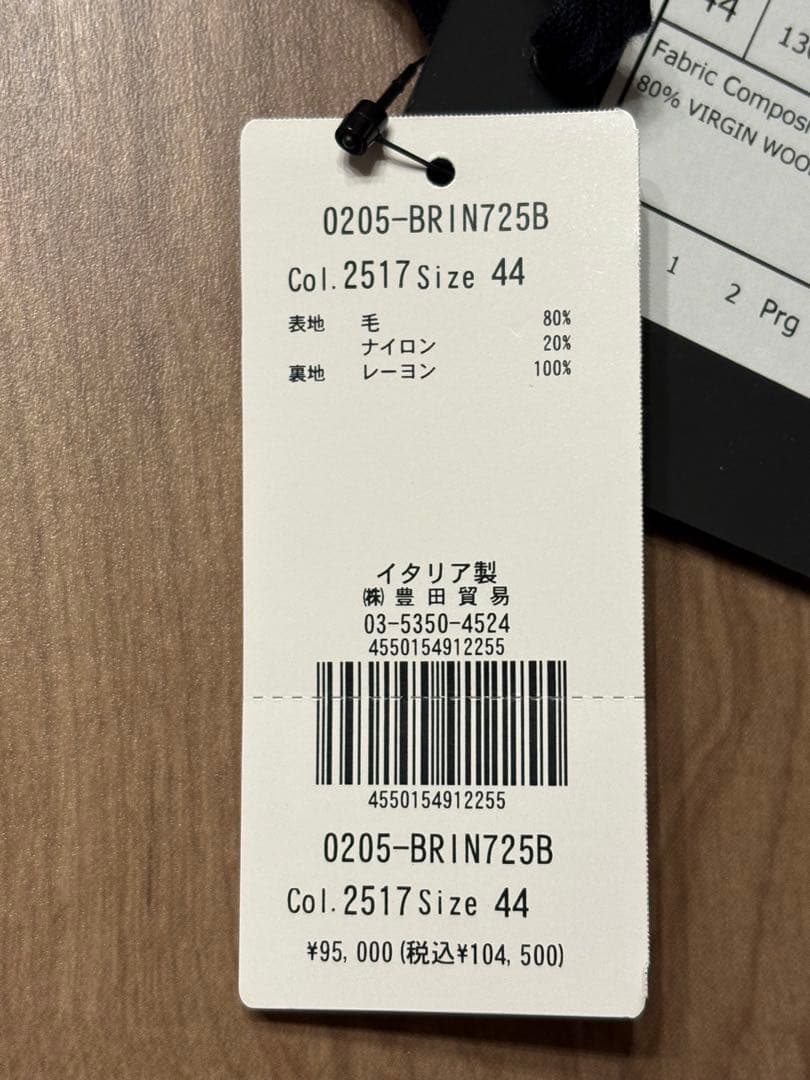 0205-BRIN725B
Col.2517 Size 44
表地 毛 80%
ナイロン 20%
裏地 レーヨン 100%
イタリア製
㈱ 豊田貿易
03-5350-4524
4550154912255
4550154912255
0205-BRIN725B
Col.2517 Size 44
¥95,000(税込¥104,500)
44
Fabric
80% VIRGIN
1 2 Prg